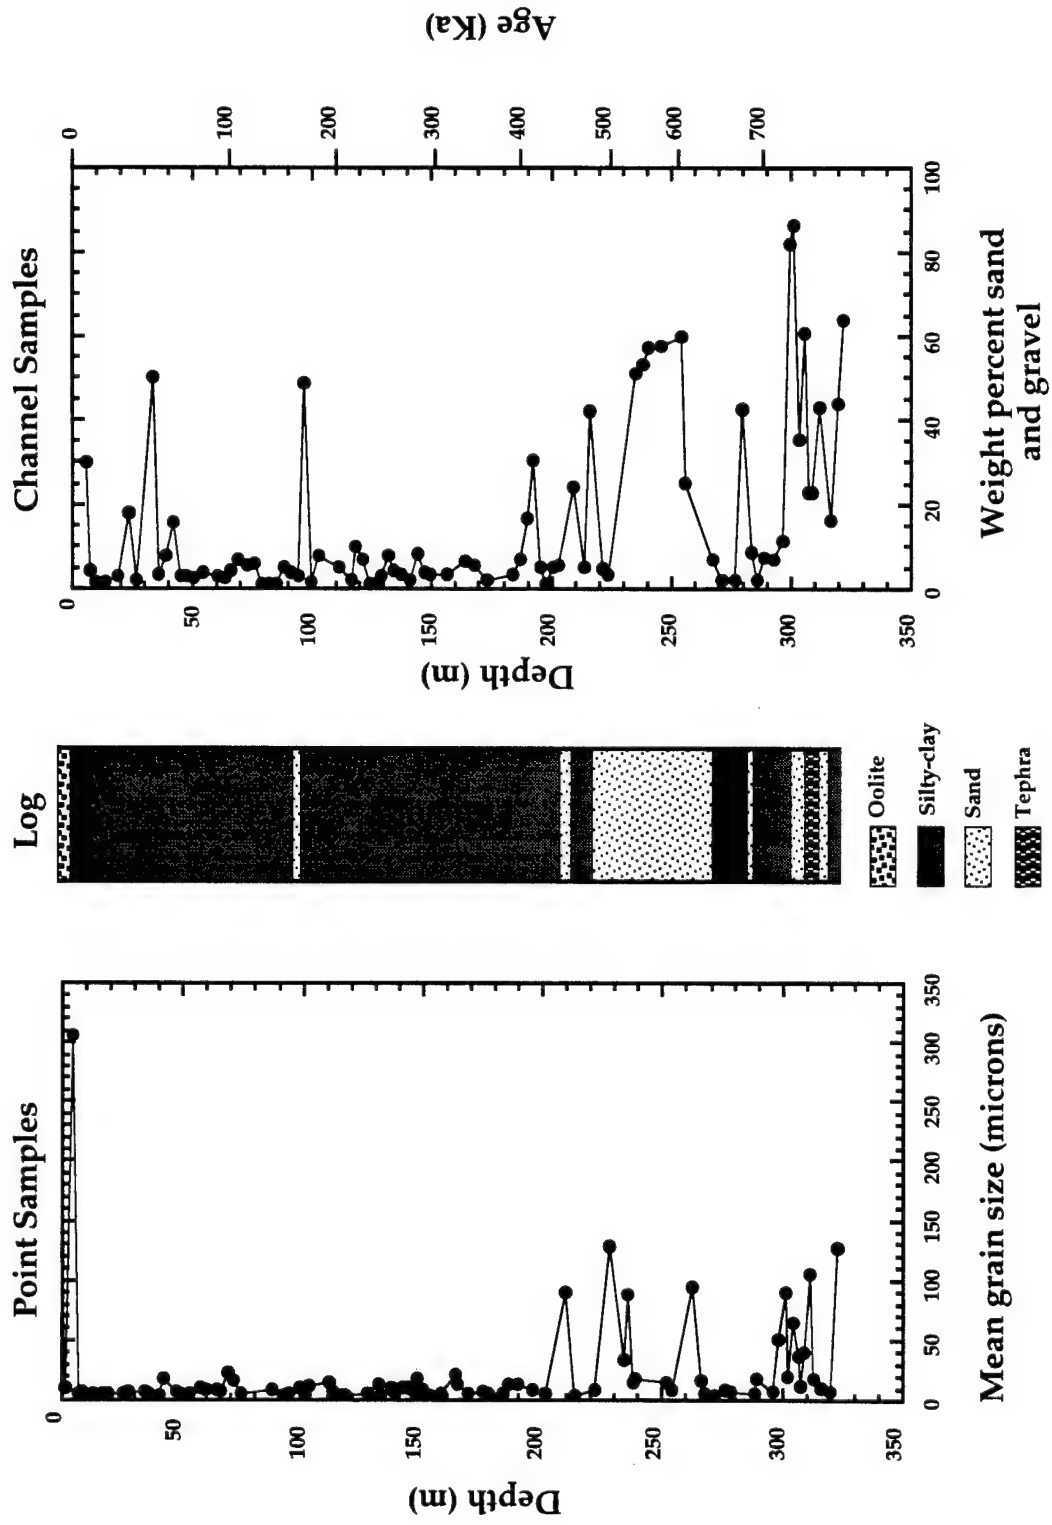 Point Samples
Log
Channel Samples
Depth (m)
0
50
100
150
200
250
300
350
0
50
100
150
200
250
300
350
Mean grain size (microns)
Oolite
Silty-clay
Sand
Tephra
Depth (m)
0
50
100
150
200
250
300
350
0
20
40
60
80
100
Weight percent sand
and gravel
0
100
200
300
400
500
600
700
Age (Ka)